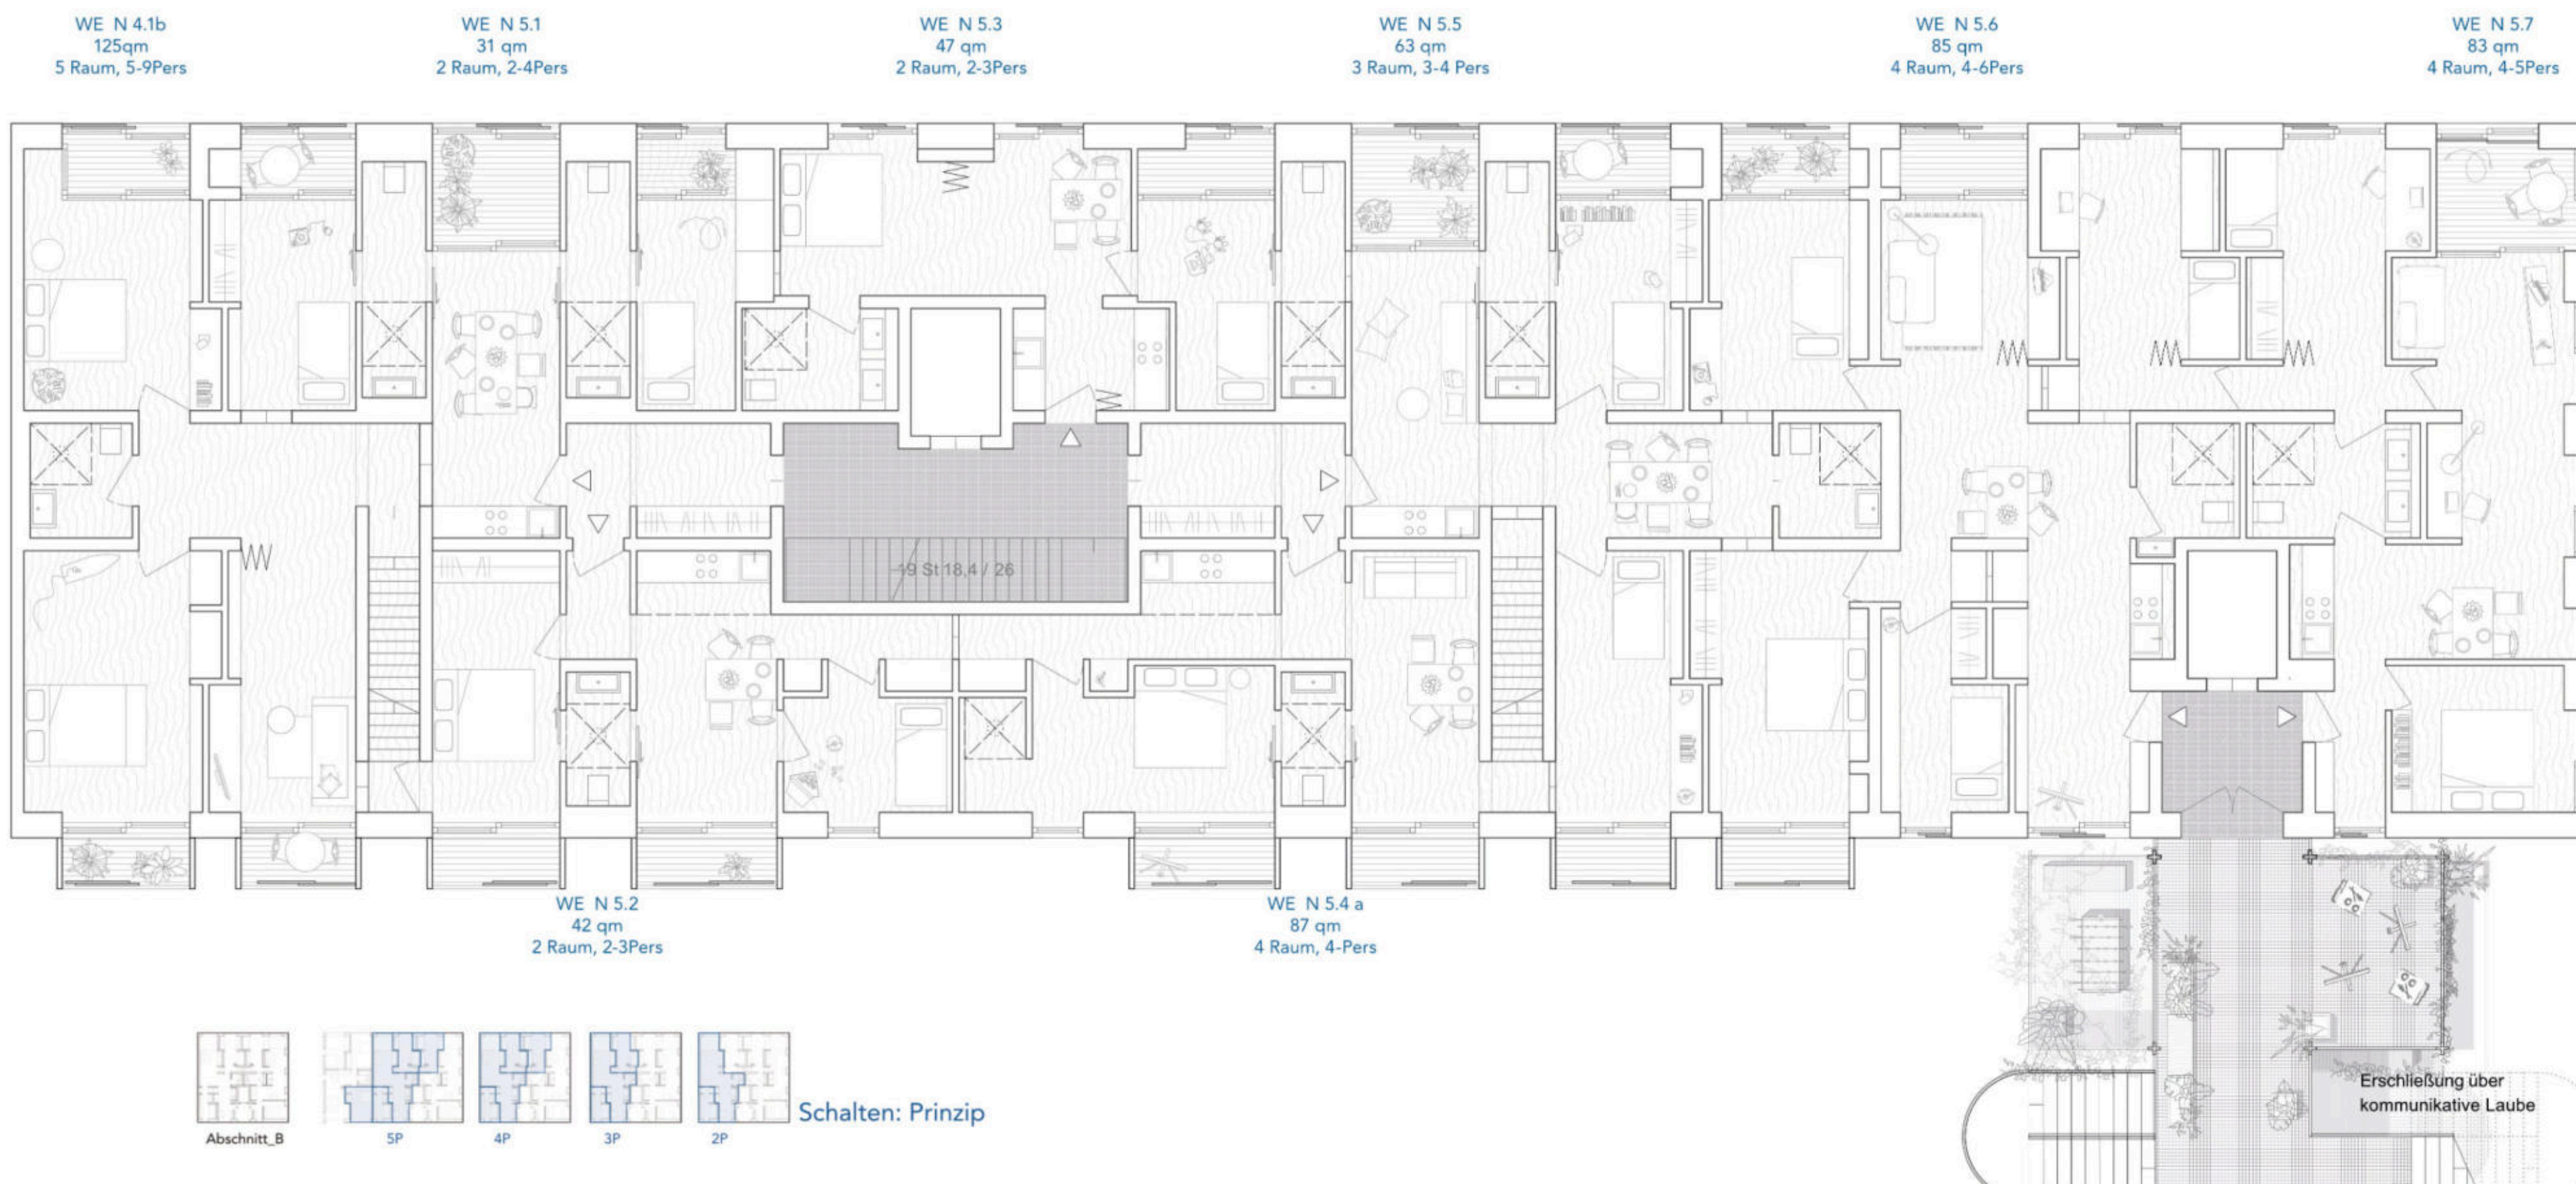 WE N 4.1b
125qm
5 Raum, 5-9Pers
WE N 5.1
31 qm
2 Raum, 2-4Pers
WE N 5.3
47 qm
2 Raum, 2-3Pers
WE N 5.5
63 qm
3 Raum, 3-4 Pers
WE N 5.6
85 qm
4 Raum, 4-6Pers
WE N 5.7
83 qm
4 Raum, 4-5Pers
19 St 18,4 / 26
WE N 5.2
42 qm
2 Raum, 2-3Pers
WE N 5.4 a
87 qm
4 Raum, 4-Pers
Abschnitt_B
5P
4P
3P
2P
Schalten: Prinzip
Erschließung über
kommunikative Laube